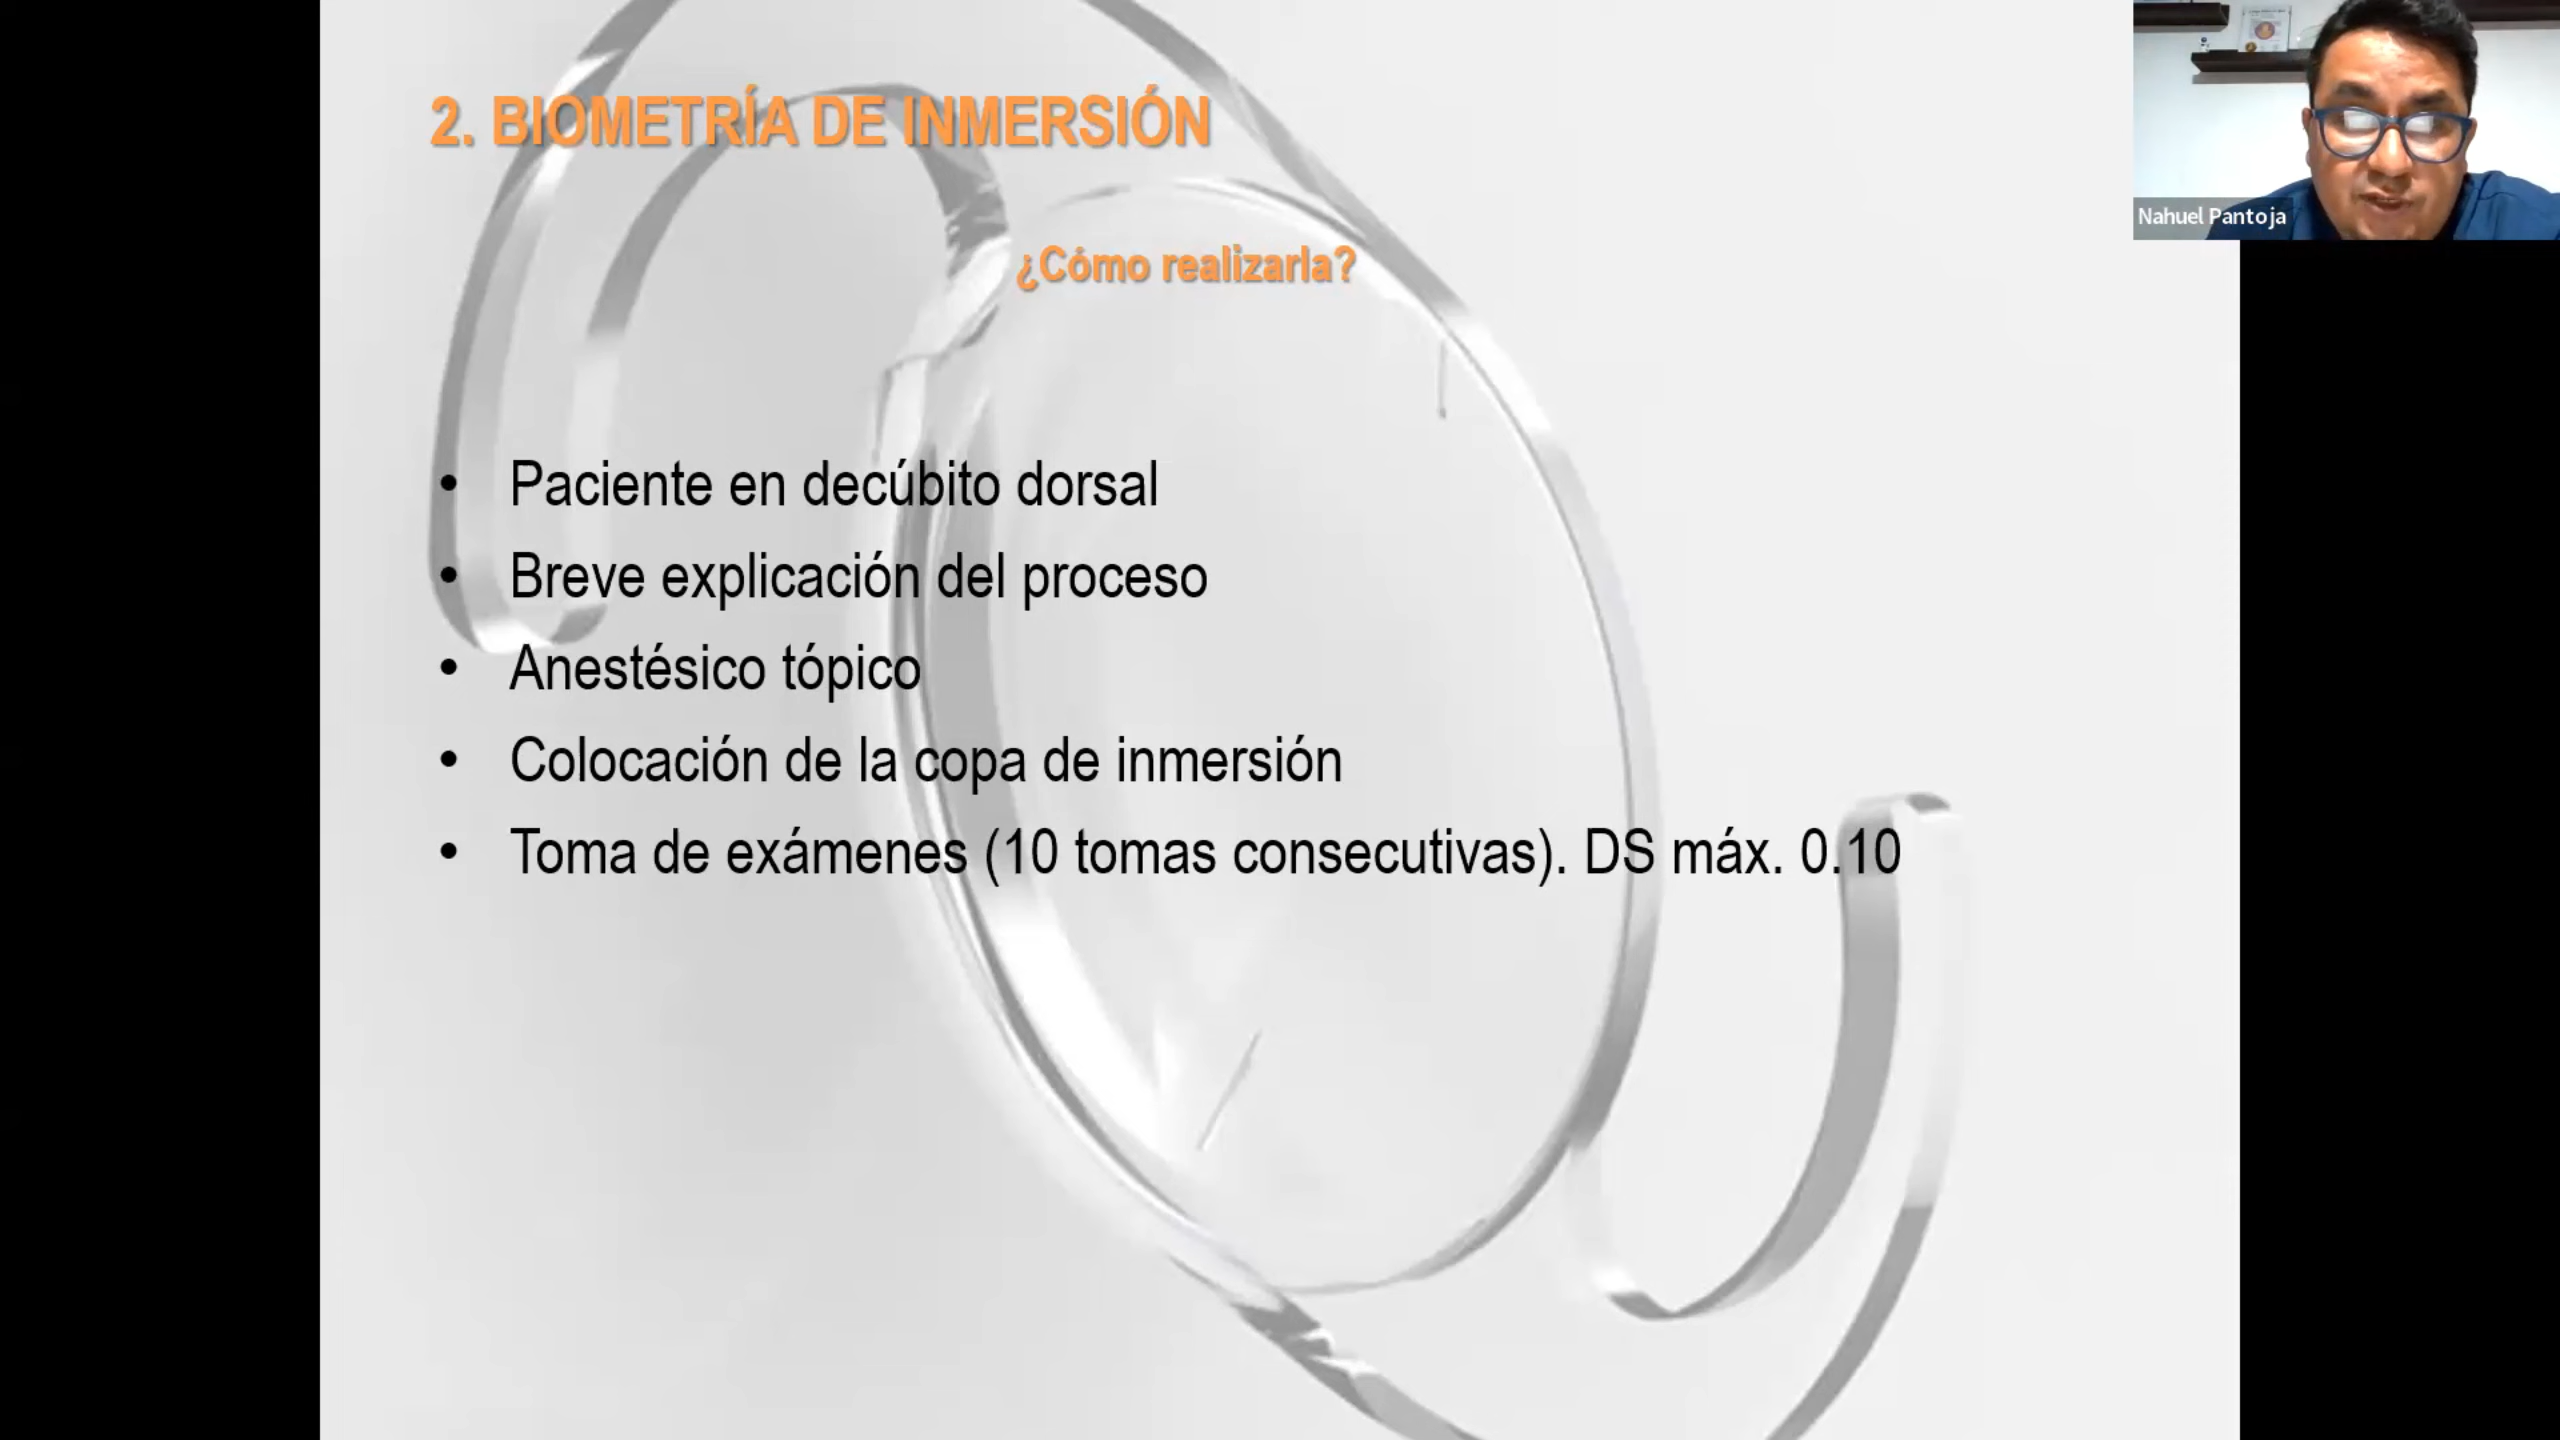 2. BIOMETRÍA DE INMERSIÓN
¿Cómo realizarla?
• Paciente en decúbito dorsal
• Breve explicación del proceso
• Anestésico tópico
• Colocación de la copa de inmersión
• Toma de exámenes (10 tomas consecutivas). DS máx. 0.10
Nahuel Pantoja